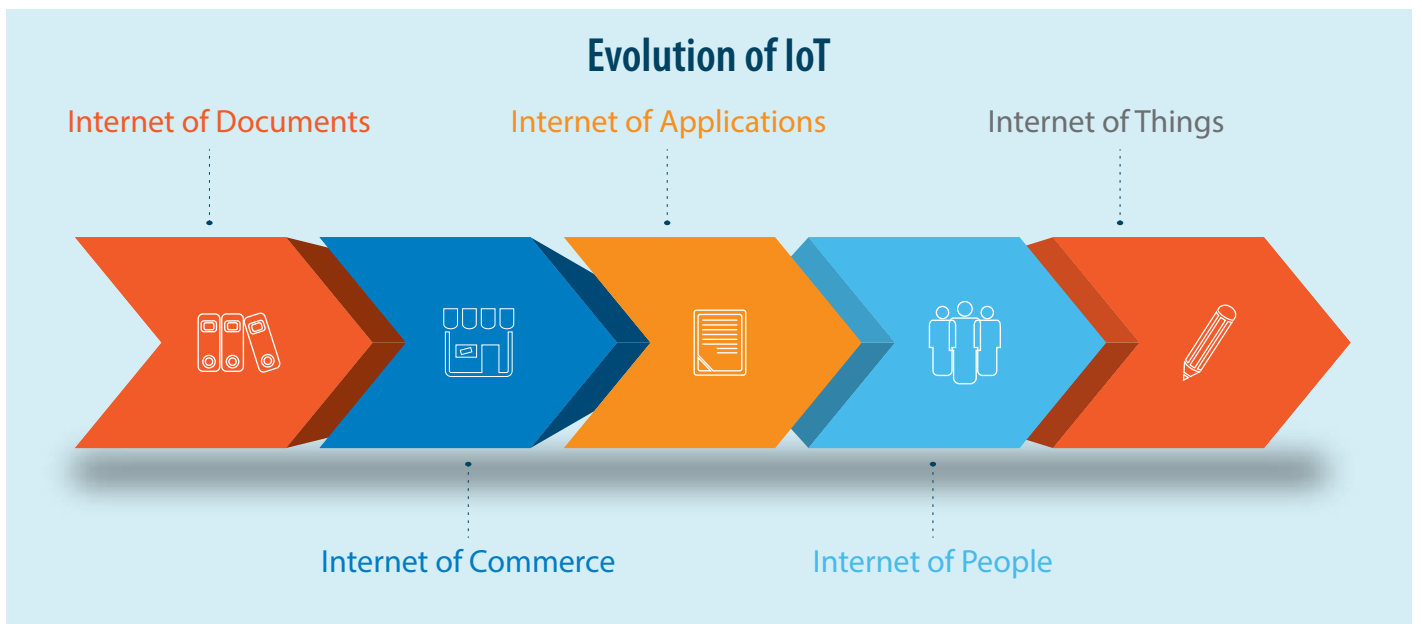 Evolution of IoT
Internet of Documents
Internet of Applications
Internet of Things
Internet of Commerce
Internet of People